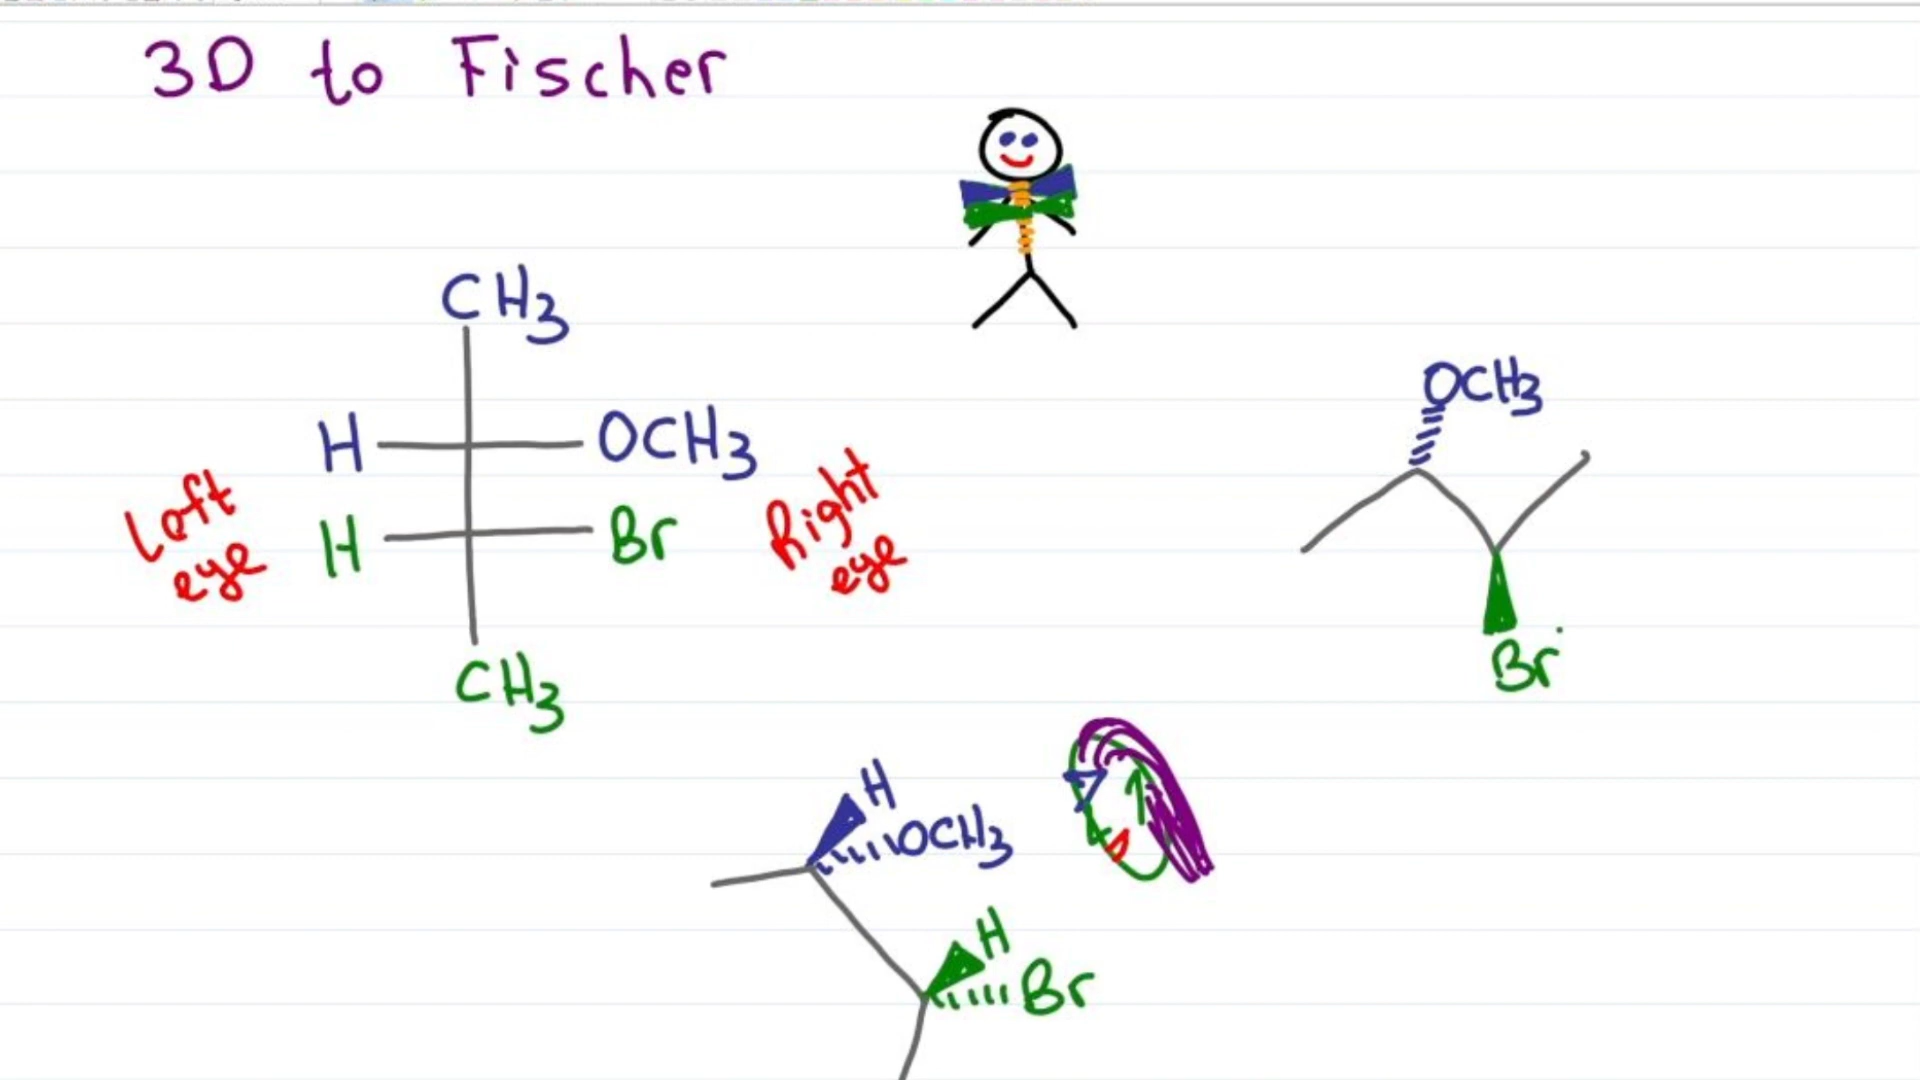 3D to Fischer
CH3
H OCH3
Left eye
H Br
Right eye
CH3
OCH3
Br
H
OCH3
H
Br